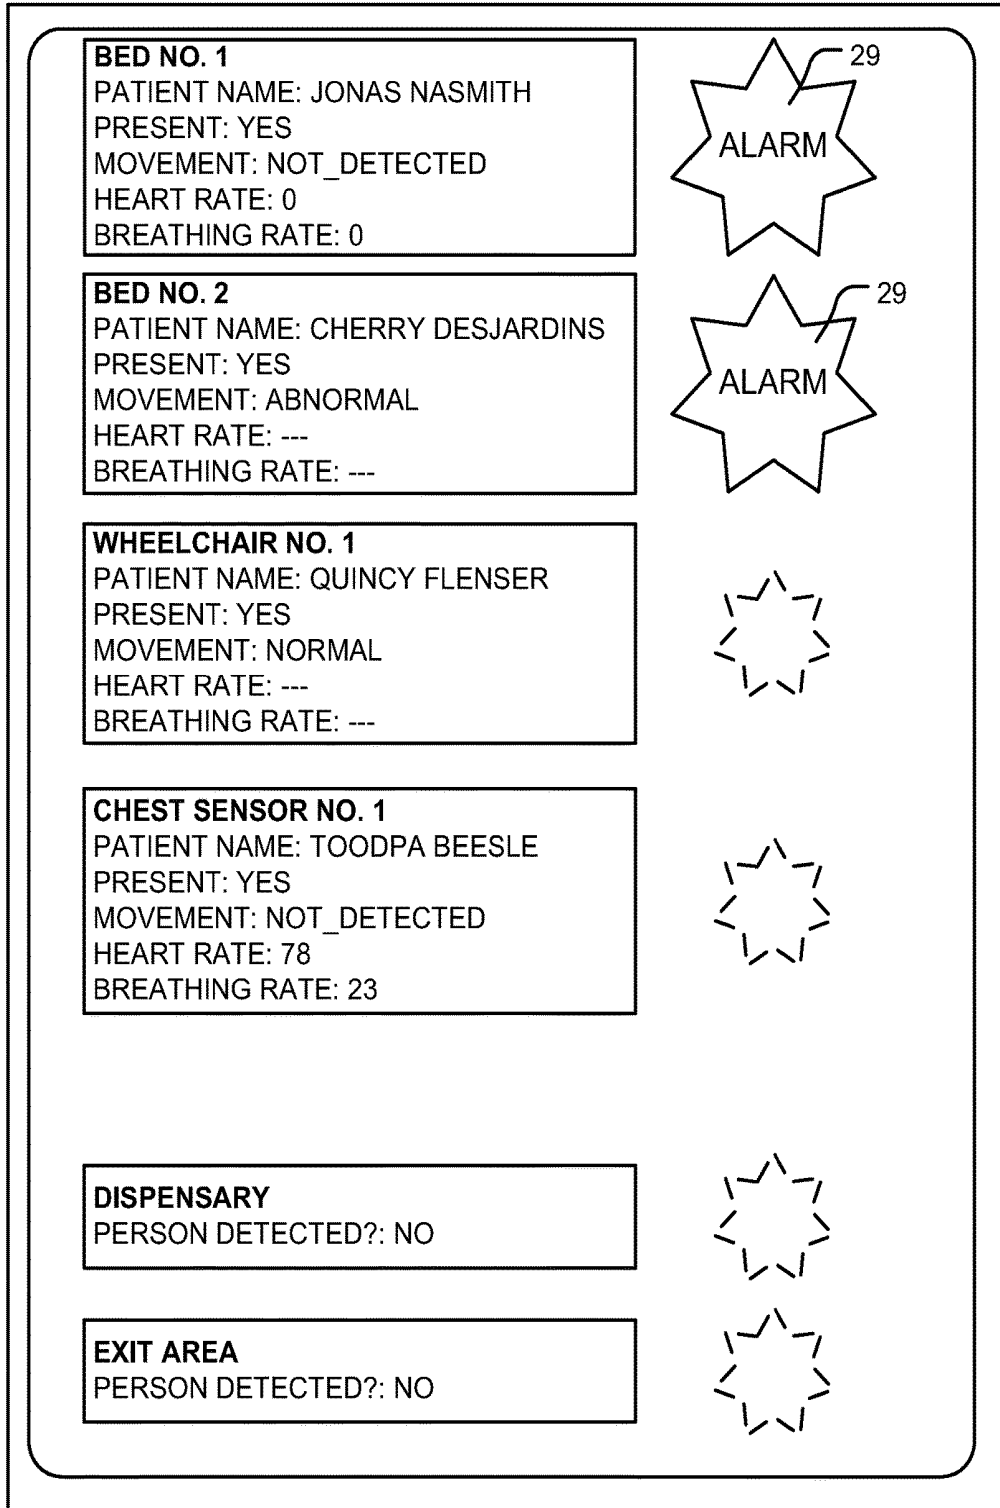 BED NO. 1
PATIENT NAME: JONAS NASMITH
PRESENT: YES
MOVEMENT: NOT_DETECTED
HEART RATE: 0
BREATHING RATE: 0
29
ALARM
BED NO. 2
PATIENT NAME: CHERRY DESJARDINS
PRESENT: YES
MOVEMENT: ABNORMAL
HEART RATE: ---
BREATHING RATE: ---
29
ALARM
WHEELCHAIR NO. 1
PATIENT NAME: QUINCY FLENSER
PRESENT: YES
MOVEMENT: NORMAL
HEART RATE: ---
BREATHING RATE: ---
CHEST SENSOR NO. 1
PATIENT NAME: TOODPA BEESLE
PRESENT: YES
MOVEMENT: NOT_DETECTED
HEART RATE: 78
BREATHING RATE: 23
DISPENSARY
PERSON DETECTED?: NO
EXIT AREA
PERSON DETECTED?: NO